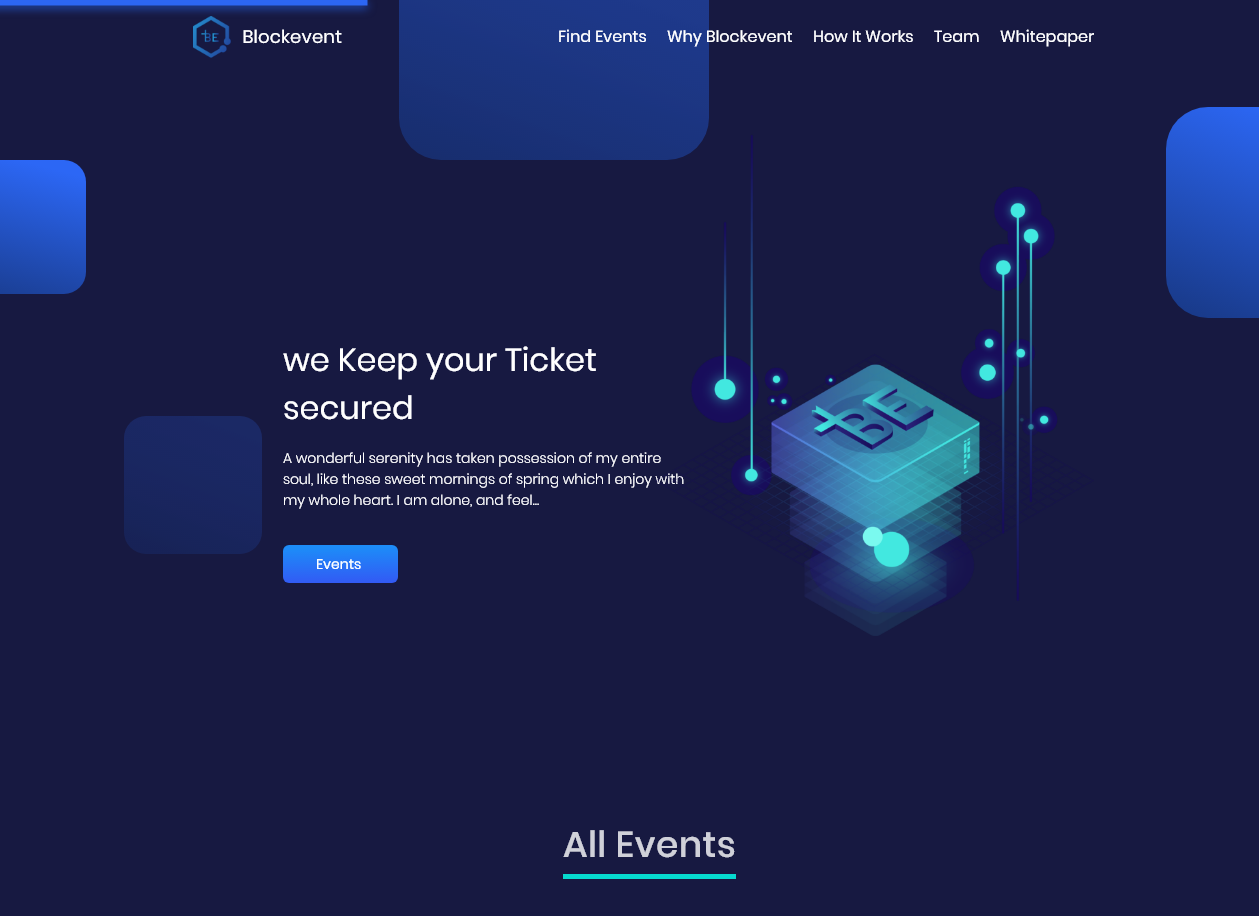 BE Blockevent
Find Events Why Blockevent How It Works Team Whitepaper
we Keep your Ticket
secured
A wonderful serenity has taken possession of my entire
soul, like these sweet mornings of spring which I enjoy with
my whole heart. I am alone, and feel...
Events
BE
All Events